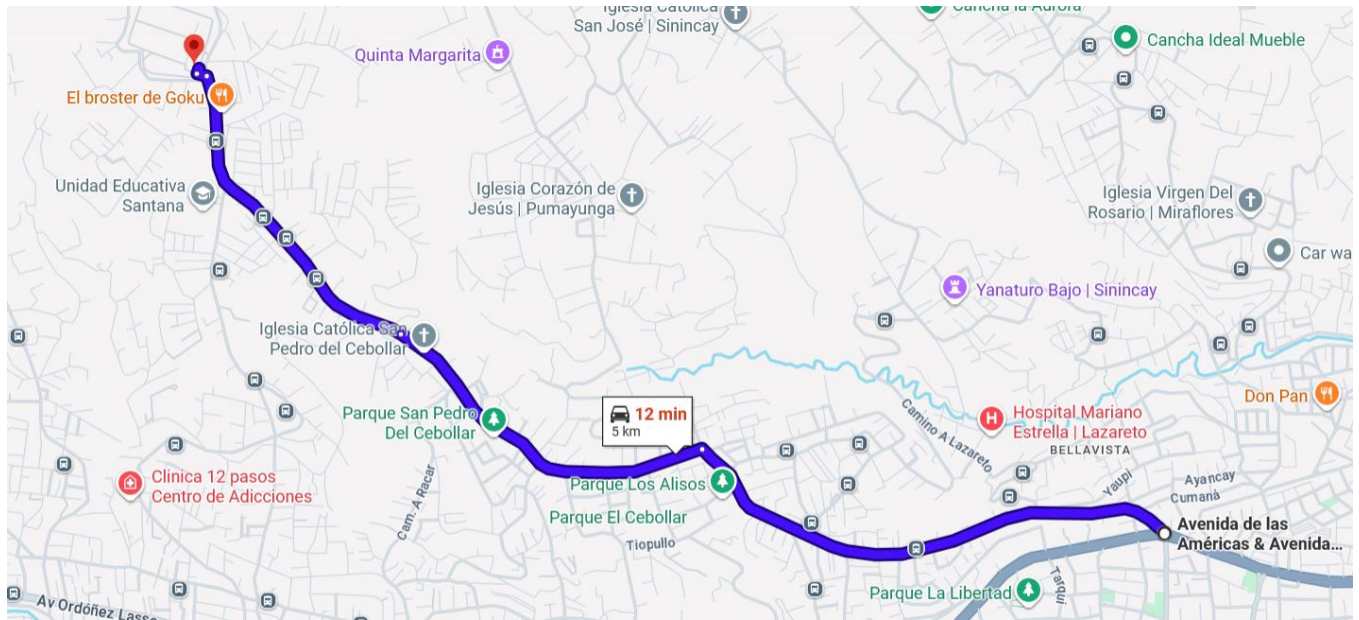 Iglesia Católica
San José | Sinincay
Cancha la Aurora
Cancha Ideal Mueble
Quinta Margarita
El broster de Goku
Unidad Educativa
Santana
Iglesia Corazón de
Jesús | Pumayunga
Iglesia Virgen Del
Rosario | Miraflores
Car wa
Yanaturo Bajo | Sinincay
Iglesia Católica San
Pedro del Cebollar
Parque San Pedro
Del Cebollar
12 min
5 km
Don Pan
Camino A Lazareto
Hospital Mariano
Estrella | Lazareto
BELLAVISTA
Clinica 12 pasos
Centro de Adicciones
Cam. A Racar
Parque Los Alisos
Parque El Cebollar
Tiopullo
Yaupi
Ayancay
Cumaná
Avenida de las
Américas & Avenida...
Parque La Libertad
Tarqui
Av Ordóñez Lasso